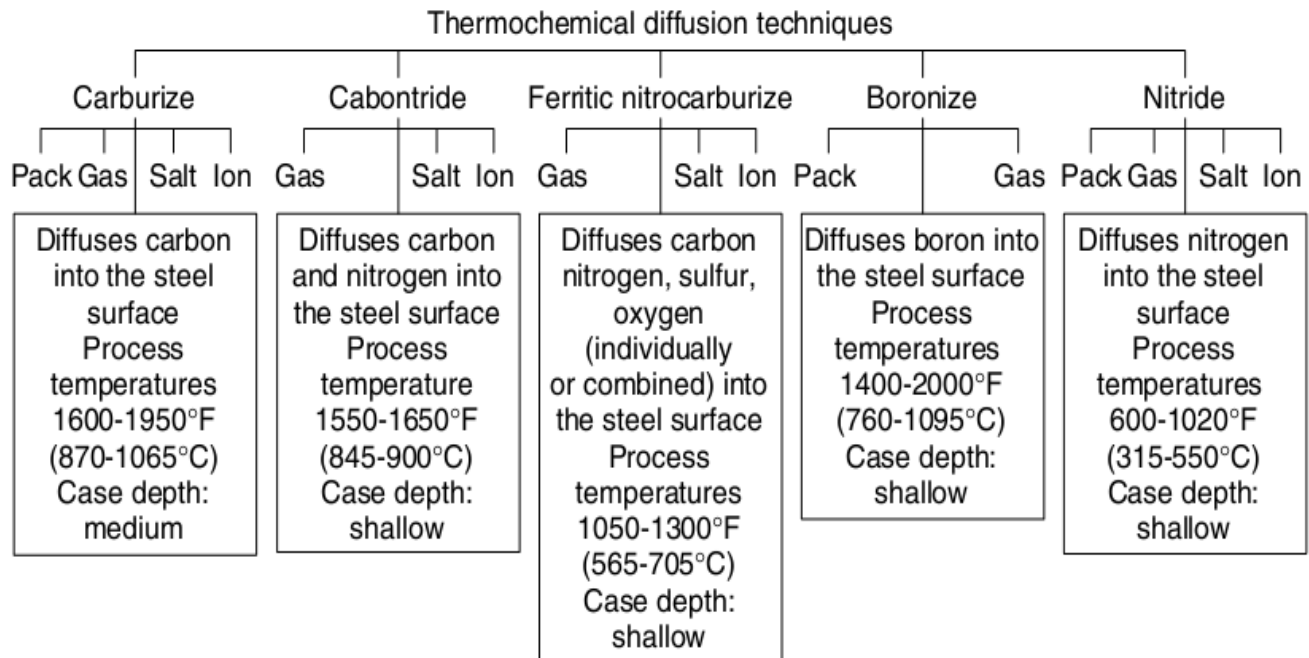 Thermochemical diffusion techniques
Carburize
Cabontride
Ferritic nitrocarburize
Boronize
Nitride
Pack Gas Salt Ion
Gas Salt Ion
Gas Salt Ion
Pack Gas
Pack Gas Salt Ion
Diffuses carbon
into the steel
surface
Process
temperatures
1600-1950°F
(870-1065°C)
Case depth:
medium
Diffuses carbon
and nitrogen into
the steel surface
Process
temperature
1550-1650°F
(845-900°C)
Case depth:
shallow
Diffuses carbon
nitrogen, sulfur,
oxygen
(individually
or combined) into
the steel surface
Process
temperatures
1050-1300°F
(565-705°C)
Case depth:
shallow
Diffuses boron into
the steel surface
Process
temperatures
1400-2000°F
(760-1095°C)
Case depth:
shallow
Diffuses nitrogen
into the steel
surface
Process
temperatures
600-1020°F
(315-550°C)
Case depth:
shallow